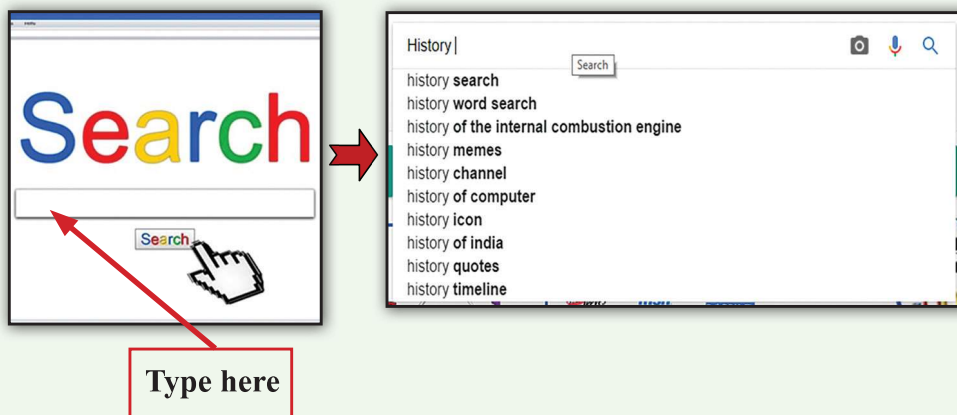 Search
Search
Type here
History
Search
history search
history word search
history of the internal combustion engine
history memes
history channel
history of computer
history icon
history of india
history quotes
history timeline